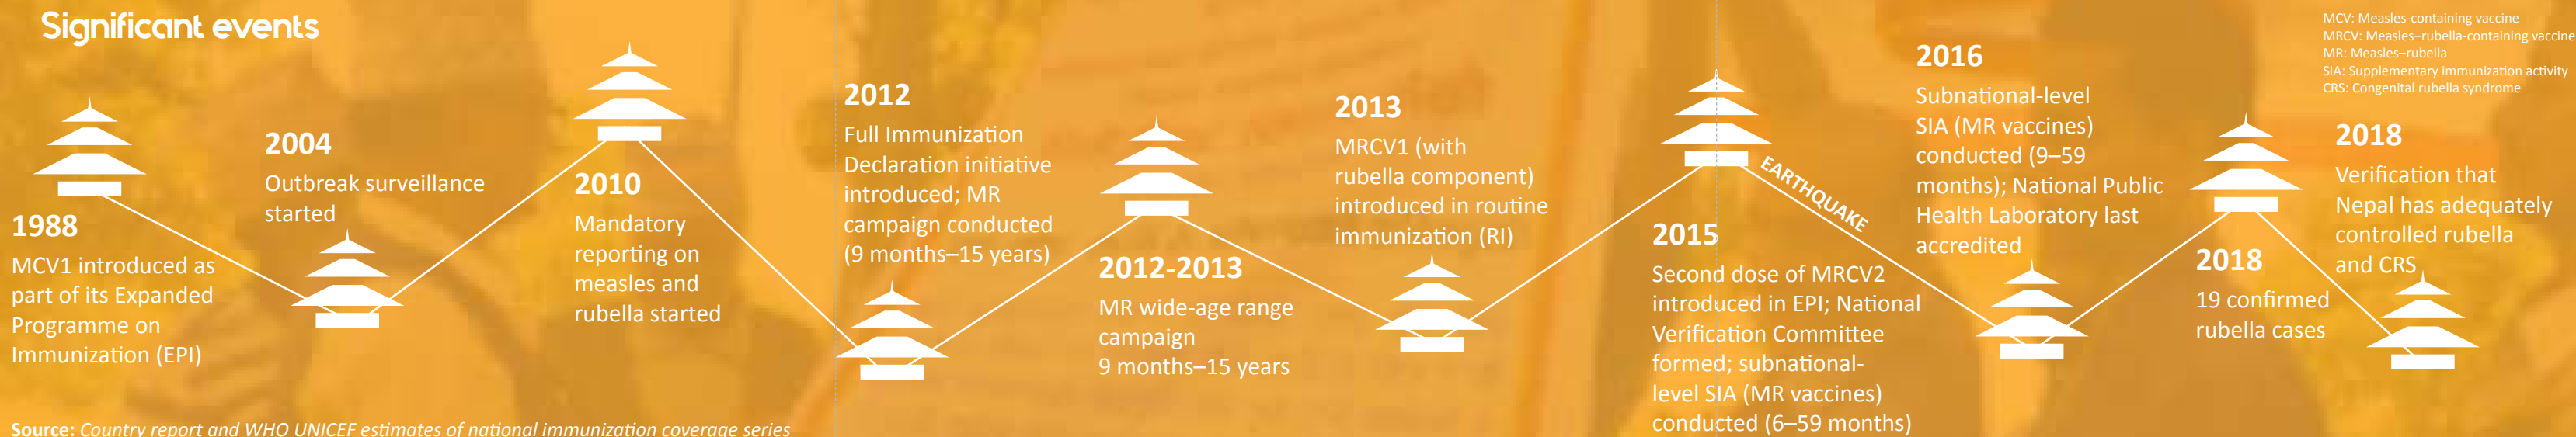 Significant events
MCV: Measles-containing vaccine
MRCV: Measles–rubella-containing vaccine
MR: Measles–rubella
SIA: Supplementary immunization activity
CRS: Congenital rubella syndrome
1988
MCV1 introduced as
part of its Expanded
Programme on
Immunization (EPI)
2004
Outbreak surveillance
started
2010
Mandatory
reporting on
measles and
rubella started
2012
Full Immunization
Declaration initiative
introduced; MR
campaign conducted
(9 months–15 years)
2012-2013
MR wide-age range
campaign
9 months–15 years
2013
MRCV1 (with
rubella component)
introduced in routine
immunization (RI)
2015
Second dose of MRCV2
introduced in EPI; National
Verification Committee
formed; subnational-
level SIA (MR vaccines)
conducted (6–59 months)
EARTHQUAKE
2016
Subnational-level
SIA (MR vaccines)
conducted (9–59
months); National Public
Health Laboratory last
accredited
2018
19 confirmed
rubella cases
2018
Verification that
Nepal has adequately
controlled rubella
and CRS
Source: Country report and WHO UNICEF estimates of national immunization coverage series